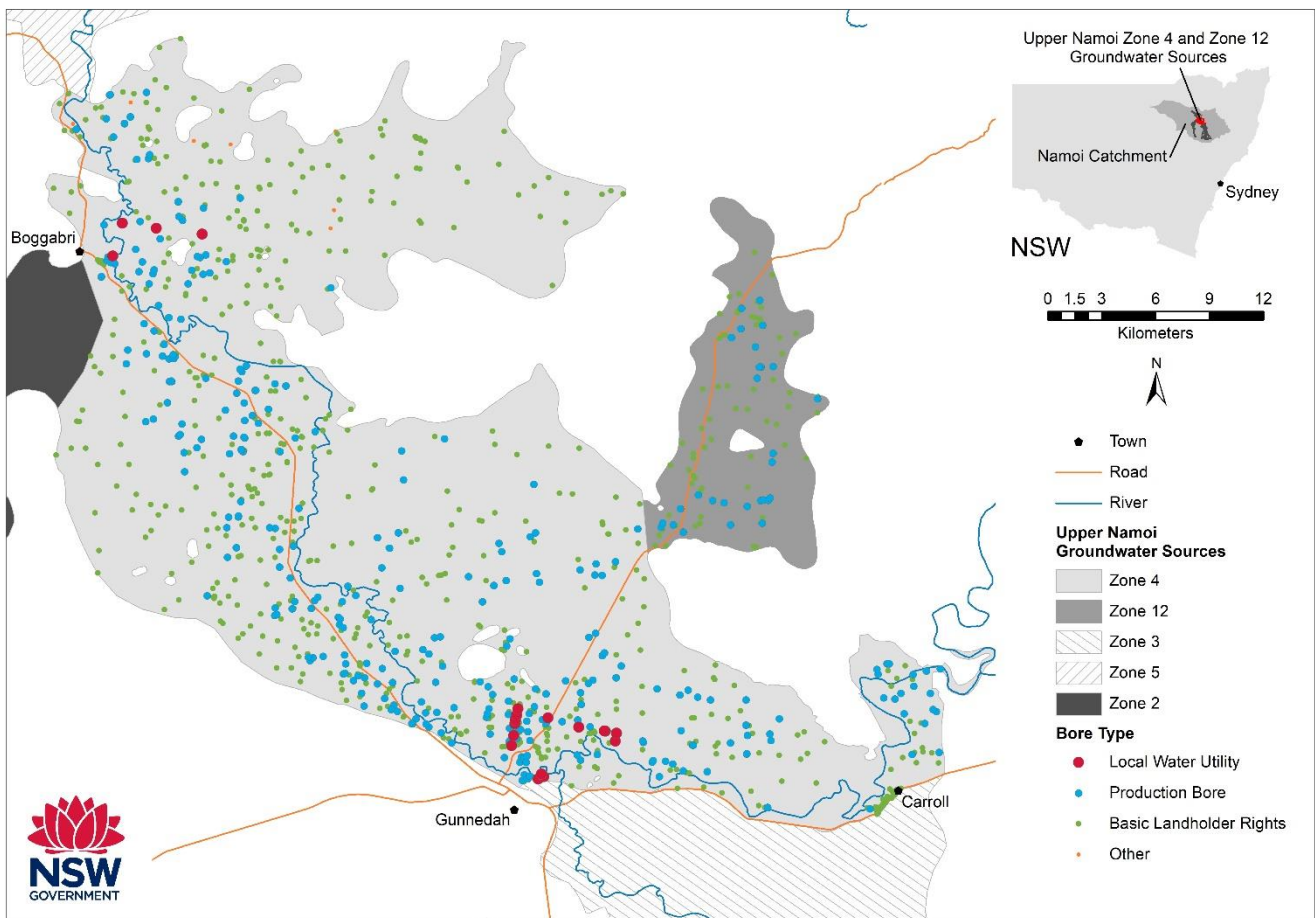 Upper Namoi Zone 4 and Zone 12
Groundwater Sources
Namoi Catchment
Sydney
NSW
0 1.5 3 6 9 12
Kilometers
N
Boggabri
Gunnedah
Carroll
Town
Road
River
Upper Namoi
Groundwater Sources
Zone 4
Zone 12
Zone 3
Zone 5
Zone 2
Bore Type
Local Water Utility
Production Bore
Basic Landholder Rights
Other
NSW
GOVERNMENT